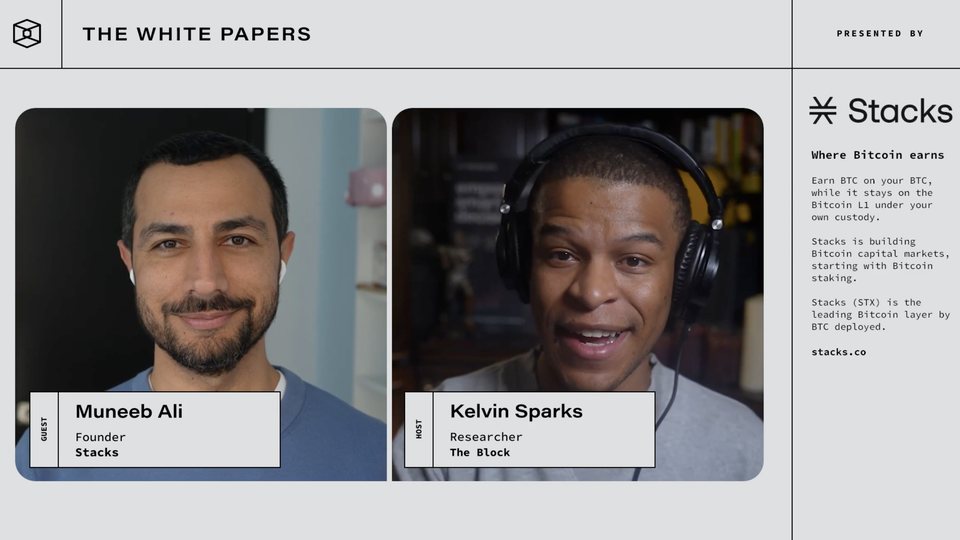 THE WHITE PAPERS
PRESENTED BY
GUEST
Muneeb Ali
Founder
Stacks
HOST
Kelvin Sparks
Researcher
The Block
Stacks
Where Bitcoin earns
Earn BTC on your BTC,
while it stays on the
Bitcoin L1 under your
own custody.
Stacks is building
Bitcoin capital markets,
starting with Bitcoin
staking.
Stacks (STX) is the
leading Bitcoin layer by
BTC deployed.
stacks.co